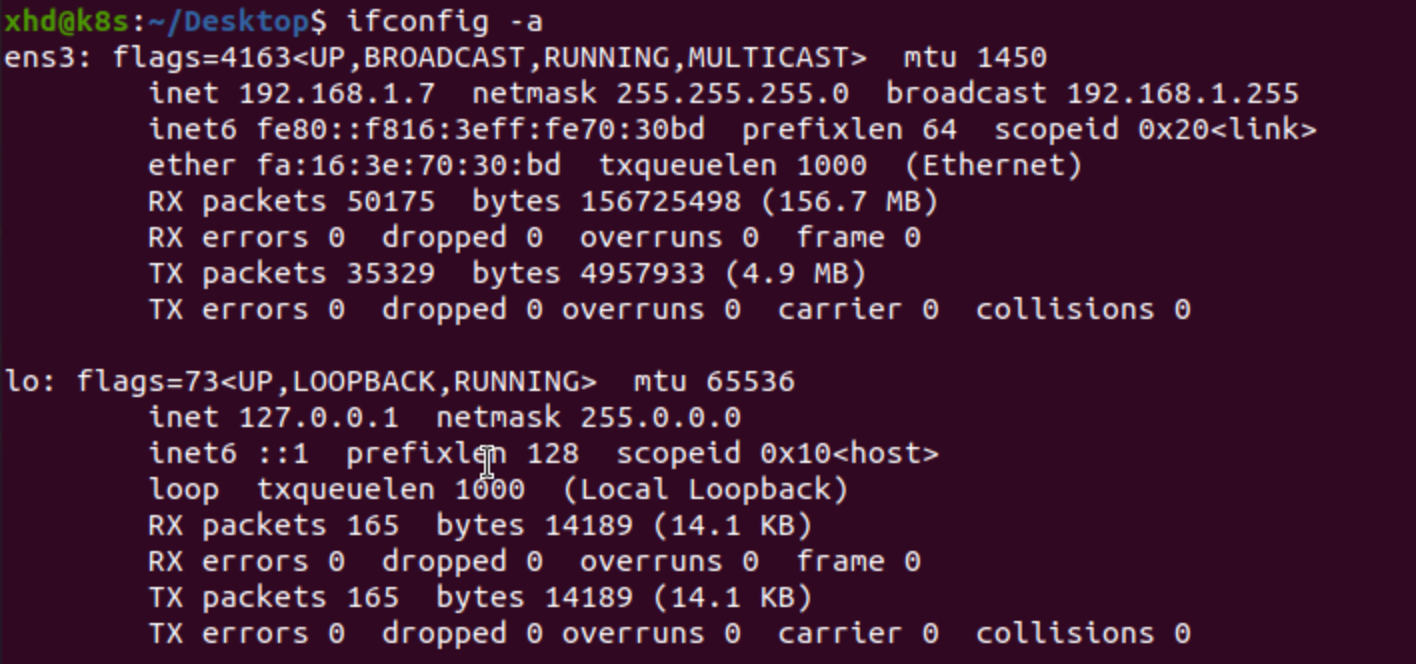 xhd@k8s:~/Desktop$ ifconfig -a
ens3: flags=4163<UP,BROADCAST,RUNNING,MULTICAST>  mtu 1450
        inet 192.168.1.7  netmask 255.255.255.0  broadcast 192.168.1.255
        inet6 fe80::f816:3eff:fe70:30bd  prefixlen 64  scopeid 0x20<link>
        ether fa:16:3e:70:30:bd  txqueuelen 1000  (Ethernet)
        RX packets 50175  bytes 156725498 (156.7 MB)
        RX errors 0  dropped 0  overruns 0  frame 0
        TX packets 35329  bytes 4957933 (4.9 MB)
        TX errors 0  dropped 0 overruns 0  carrier 0  collisions 0

lo: flags=73<UP,LOOPBACK,RUNNING>  mtu 65536
        inet 127.0.0.1  netmask 255.0.0.0
        inet6 ::1  prefixlen 128  scopeid 0x10<host>
        loop  txqueuelen 1000  (Local Loopback)
        RX packets 165  bytes 14189 (14.1 KB)
        RX errors 0  dropped 0  overruns 0  frame 0
        TX packets 165  bytes 14189 (14.1 KB)
        TX errors 0  dropped 0 overruns 0  carrier 0  collisions 0